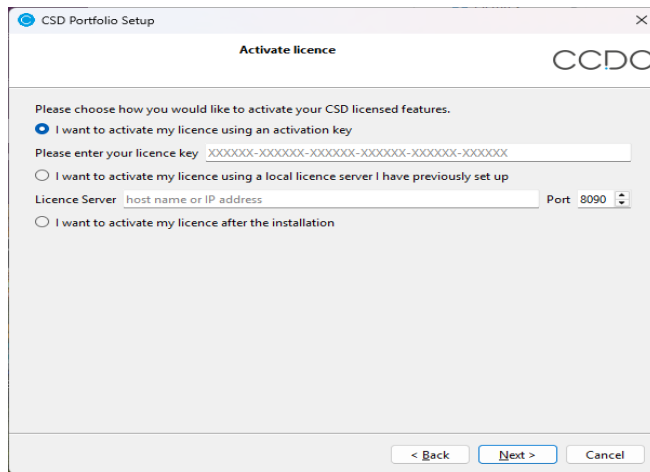 CSD Portfolio Setup
Activate licence
CCDC
Please choose how you would like to activate your CSD licensed features.
I want to activate my licence using an activation key
Please enter your licence key XXXXXX-XXXXXX-XXXXXX-XXXXXX-XXXXXX-XXXXXX
I want to activate my licence using a local licence server I have previously set up
Licence Server host name or IP address Port 8090
I want to activate my licence after the installation
< Back Next > Cancel